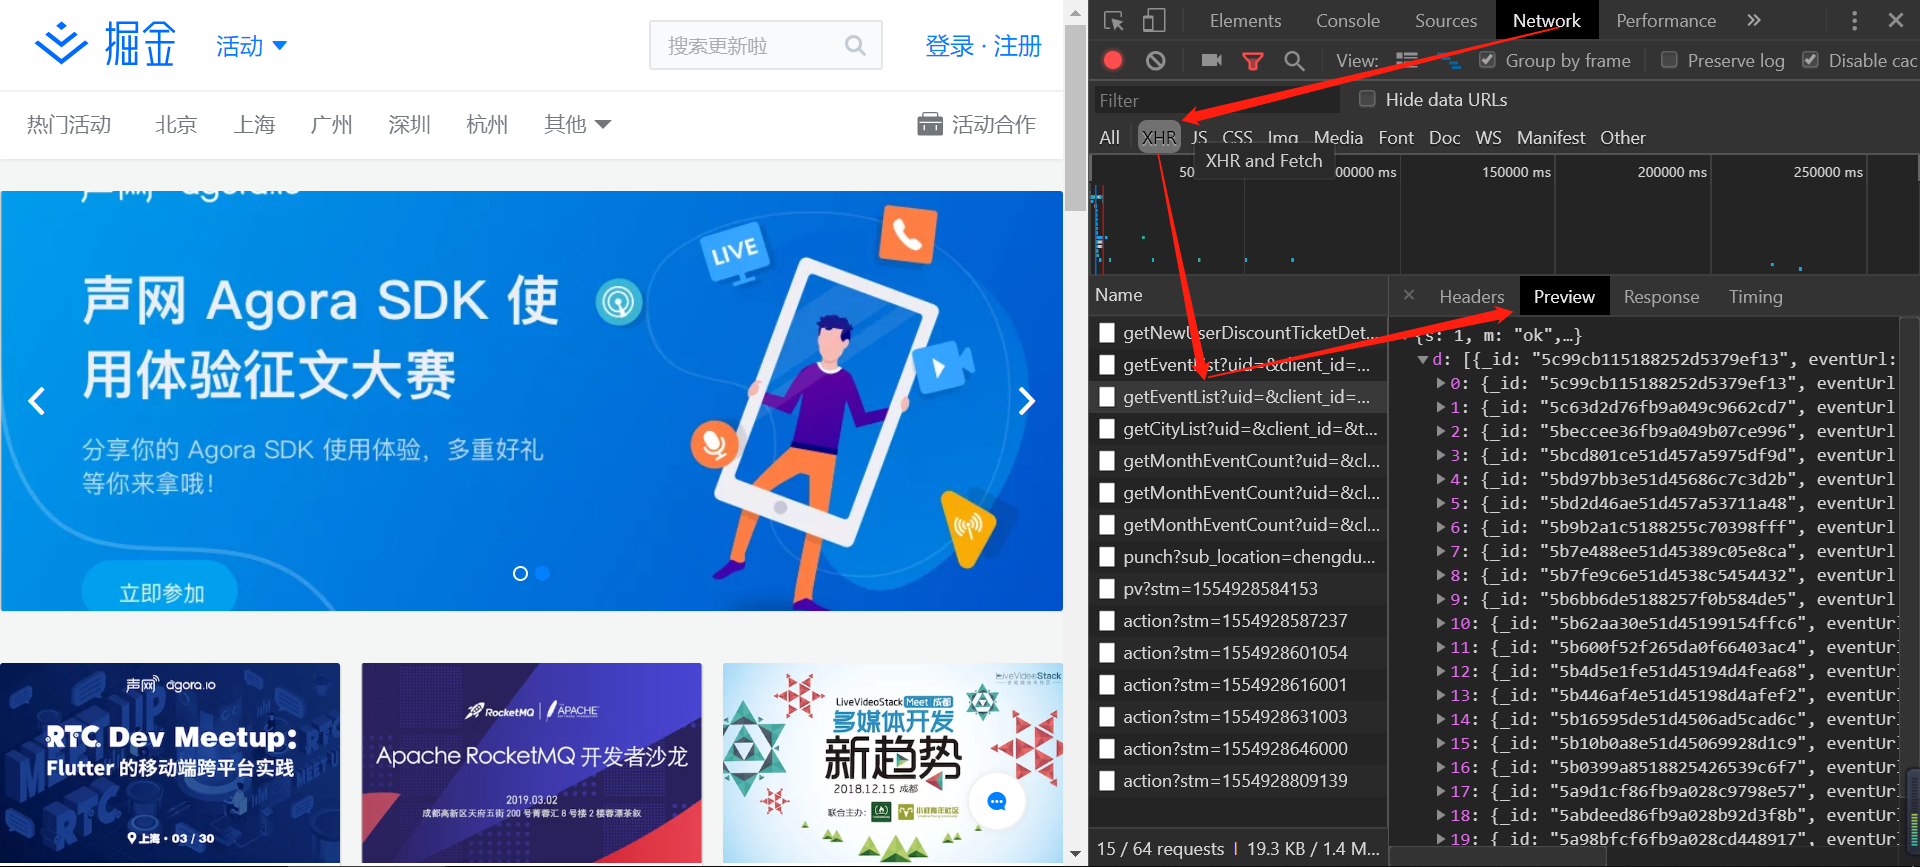 掘金
活动
搜索更新啦
登录 · 注册
热门活动
北京
上海
广州
深圳
杭州
其他
活动合作
声网 agora.io
LIVE
声网 Agora SDK 使
用体验征文大赛
分享你的 Agora SDK 使用体验，多重好礼
等你来拿哦！
立即参加
声网 agora.io
RTC Dev Meetup:
Flutter 的移动端跨平台实践
上海 · 03 / 30
RocketMQ
APACHE
Apache RocketMQ 开发者沙龙
2019.03.02
成都高新区天府五街 200 号菁蓉汇 8 号楼 2 楼蓉漂茶叙
LiveVideoStack
LiveVideoStack Meet 成都
多媒体开发
新趋势
2018.12.15 成都
联合主办：
Elements
Console
Sources
Network
Performance
»
View:
Group by frame
Preserve log
Disable cac
Filter
Hide data URLs
All
XHR
JS
CSS
Img
Media
Font
Doc
WS
Manifest
Other
XHR and Fetch
50
00000 ms
150000 ms
200000 ms
250000 ms
Name
getNewUserDiscountTicketDet...
getEventList?uid=&client_id=...
getEventList?uid=&client_id=...
getCityList?uid=&client_id=&t...
getMonthEventCount?uid=&cl...
getMonthEventCount?uid=&cl...
getMonthEventCount?uid=&cl...
punch?sub_location=chengdu...
pv?stm=1554928584153
action?stm=1554928587237
action?stm=1554928601054
action?stm=1554928616001
action?stm=1554928631003
action?stm=1554928646000
action?stm=1554928809139
15 / 64 requests
19.3 KB / 1.4 M...
Headers
Preview
Response
Timing
{s: 1, m: "ok",…}
d: [{_id: "5c99cb115188252d5379ef13", eventUrl:
0: {_id: "5c99cb115188252d5379ef13", eventUrl
1: {_id: "5c63d2d76fb9a049c9662cd7", eventUrl
2: {_id: "5beccee36fb9a049b07ce996", eventUrl
3: {_id: "5bcd801ce51d457a5975df9d", eventUrl
4: {_id: "5bd97bb3e51d45686c7c3d2b", eventUrl
5: {_id: "5bd2d46ae51d457a53711a48", eventUrl
6: {_id: "5b9b2a1c5188255c70398fff", eventUrl
7: {_id: "5b7e488ee51d45389c05e8ca", eventUrl
8: {_id: "5b7fe9c6e51d4538c5454432", eventUrl
9: {_id: "5b6bb6de5188257f0b584de5", eventUrl
10: {_id: "5b62aa30e51d45199154ffc6", eventUr
11: {_id: "5b600f52f265da0f66403ac4", eventUr
12: {_id: "5b4d5e1fe51d45194d4fea68", eventUr
13: {_id: "5b446af4e51d45198d4afef2", eventUr
14: {_id: "5b16595de51d4506ad5cad6c", eventUr
15: {_id: "5b10b0a8e51d45069928d1c9", eventUr
16: {_id: "5b0399a8518825426539c6f7", eventUr
17: {_id: "5a9d1cf86fb9a028c9798e57", eventUr
18: {_id: "5abdeed86fb9a028b92d3f8b", eventUr
19: {_id: "5a98bfcf6fb9a028cd448917", eventUr